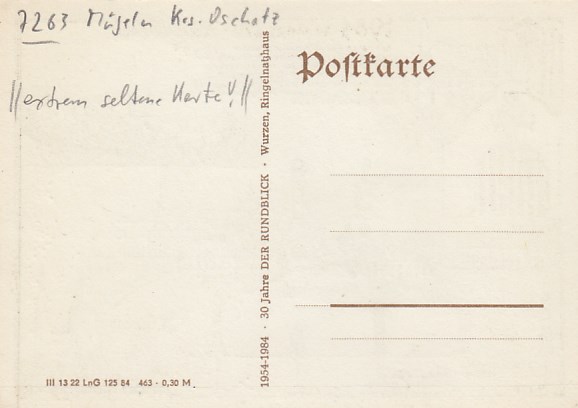 7263 Mügeln Krs. Oschatz
//extrem seltene Karte!!//
Postkarte
1954-1984 · 30 Jahre DER RUNDBLICK · Wurzen, Ringelnatzhaus
III 13 22 LnG 125 84 463 - 0,30 M